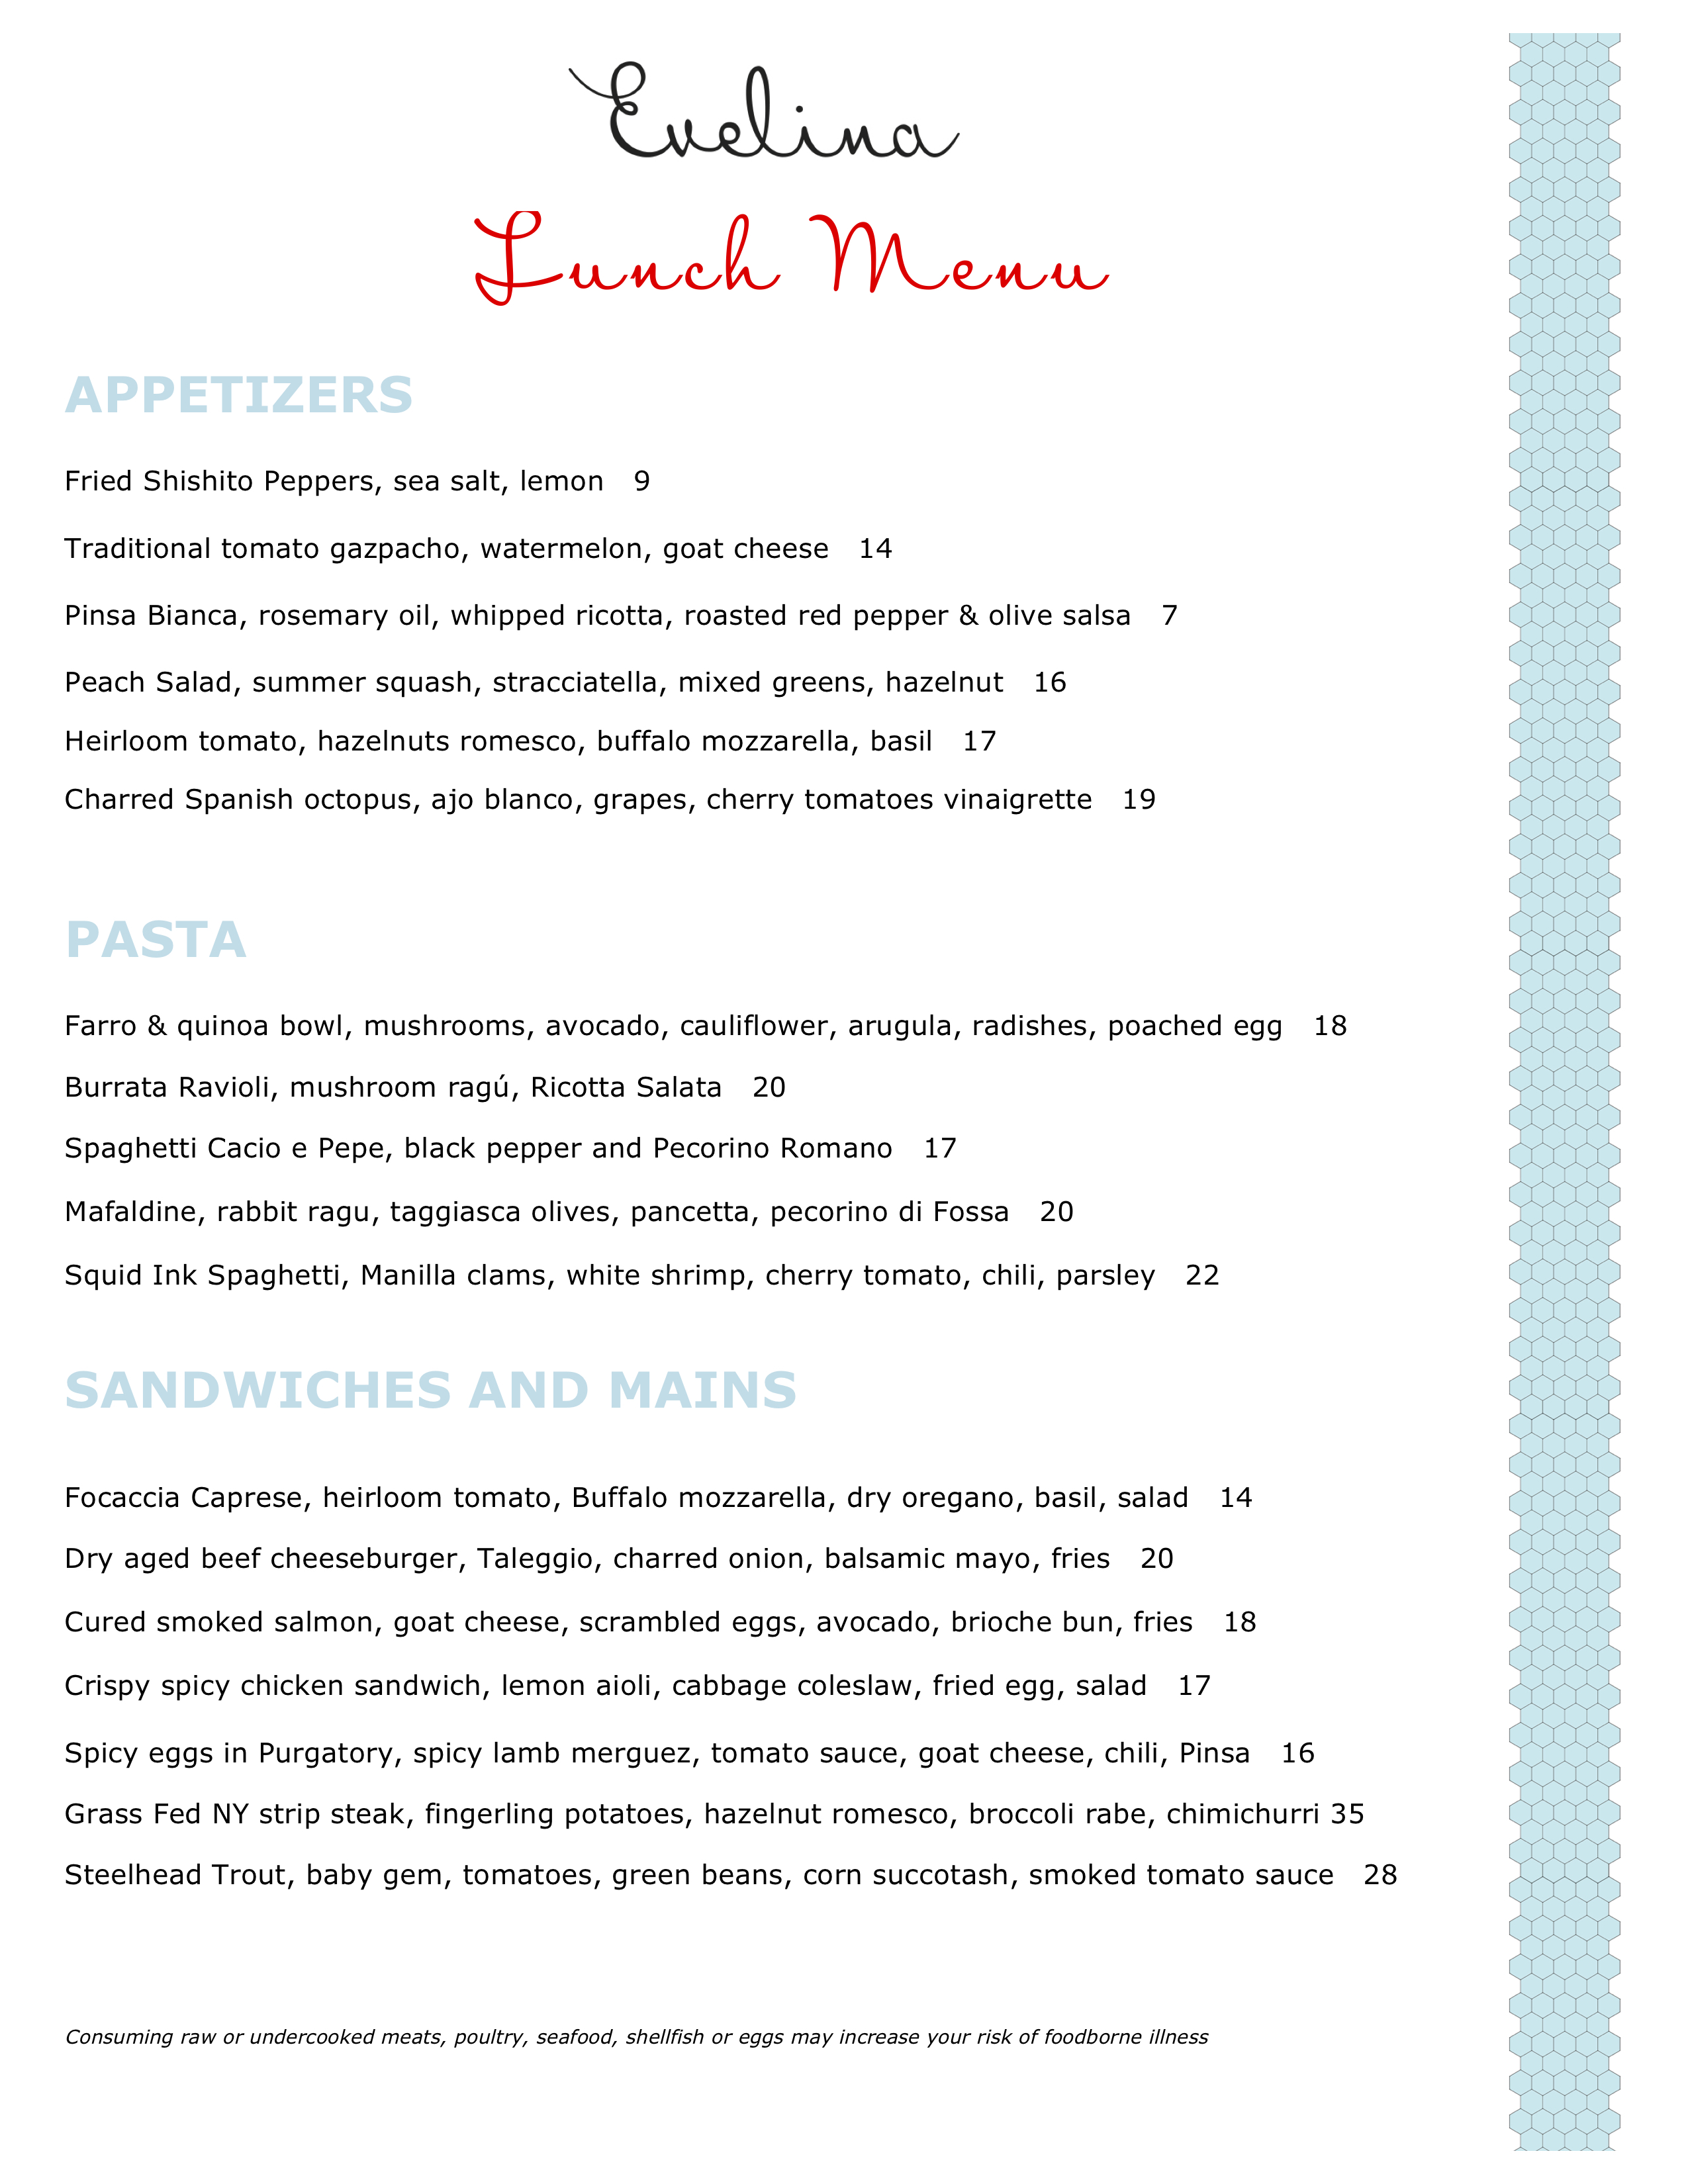 Evelina
Lunch Menu
APPETIZERS
Fried Shishito Peppers, sea salt, lemon 9
Traditional tomato gazpacho, watermelon, goat cheese 14
Pinsa Bianca, rosemary oil, whipped ricotta, roasted red pepper & olive salsa 7
Peach Salad, summer squash, stracciatella, mixed greens, hazelnut 16
Heirloom tomato, hazelnuts romesco, buffalo mozzarella, basil 17
Charred Spanish octopus, ajo blanco, grapes, cherry tomatoes vinaigrette 19
PASTA
Farro & quinoa bowl, mushrooms, avocado, cauliflower, arugula, radishes, poached egg 18
Burrata Ravioli, mushroom ragú, Ricotta Salata 20
Spaghetti Cacio e Pepe, black pepper and Pecorino Romano 17
Mafaldine, rabbit ragu, taggiasca olives, pancetta, pecorino di Fossa 20
Squid Ink Spaghetti, Manilla clams, white shrimp, cherry tomato, chili, parsley 22
SANDWICHES AND MAINS
Focaccia Caprese, heirloom tomato, Buffalo mozzarella, dry oregano, basil, salad 14
Dry aged beef cheeseburger, Taleggio, charred onion, balsamic mayo, fries 20
Cured smoked salmon, goat cheese, scrambled eggs, avocado, brioche bun, fries 18
Crispy spicy chicken sandwich, lemon aioli, cabbage coleslaw, fried egg, salad 17
Spicy eggs in Purgatory, spicy lamb merguez, tomato sauce, goat cheese, chili, Pinsa 16
Grass Fed NY strip steak, fingerling potatoes, hazelnut romesco, broccoli rabe, chimichurri 35
Steelhead Trout, baby gem, tomatoes, green beans, corn succotash, smoked tomato sauce 28
Consuming raw or undercooked meats, poultry, seafood, shellfish or eggs may increase your risk of foodborne illness